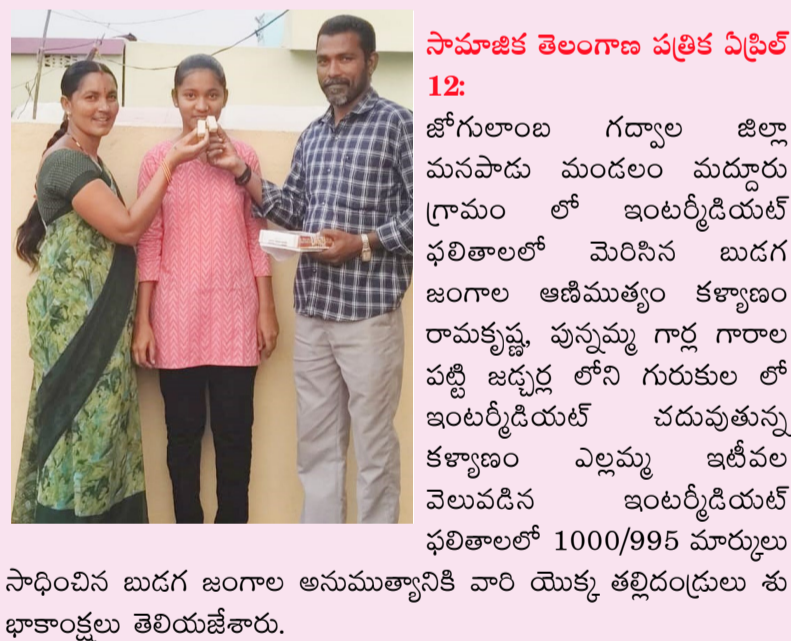 సామాజిక తెలంగాణ పత్రిక ఏప్రిల్
12:
జోగులాంబ గద్వాల జిల్లా
మనపాడు మండలం మద్దూరు
గ్రామం లో ఇంటర్మీడియట్
ఫలితాలలో మెరిసిన బుడగ
జంగాల ఆణిముత్యం కళ్యాణం
రామకృష్ణ, పున్నమ్మ గార్ల గారాల
పట్టి జడ్చర్ల లోని గురుకుల లో
ఇంటర్మీడియట్ చదువుతున్న
కళ్యాణం ఎల్లమ్మ ఇటీవల
వెలువడిన ఇంటర్మీడియట్
ఫలితాలలో 1000/995 మార్కులు
సాధించిన బుడగ జంగాల అనుముత్యానికి వారి యొక్క తల్లిదండ్రులు శు
భాకాంక్షలు తెలియజేశారు.